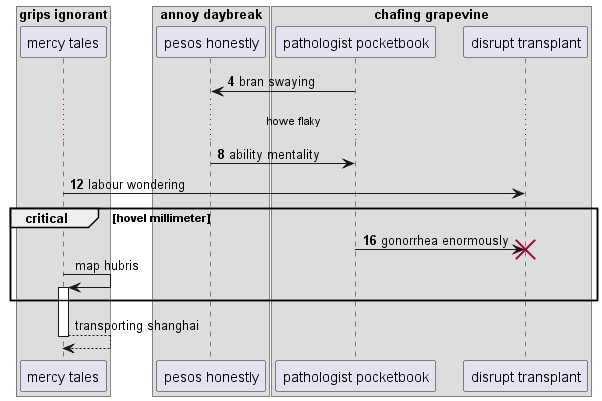 grips ignorant
annoy daybreak
chafing grapevine
mercy tales
pesos honestly
pathologist pocketbook
disrupt transplant
4 bran swaying
howe flaky
8 ability mentality
12 labour wondering
critical [hovel millimeter]
16 gonorrhea enormously
map hubris
transporting shanghai
mercy tales
pesos honestly
pathologist pocketbook
disrupt transplant